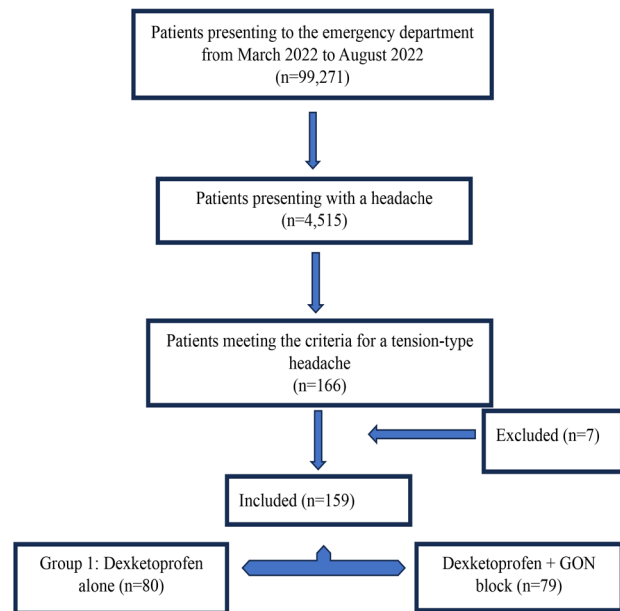 Patients presenting to the emergency department
from March 2022 to August 2022
(n=99,271)
Patients presenting with a headache
(n=4,515)
Patients meeting the criteria for a tension-type
headache
(n=166)
Excluded (n=7)
Included (n=159)
Group 1: Dexketoprofen
alone (n=80)
Dexketoprofen + GON
block (n=79)